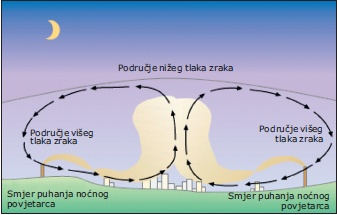 Područje nižeg tlaka zraka
Područje višeg
tlaka zraka
Područje višeg
tlaka zraka
Smjer puhanja noćnog
povjetarca
Smjer puhanja noćnog
povjetarca